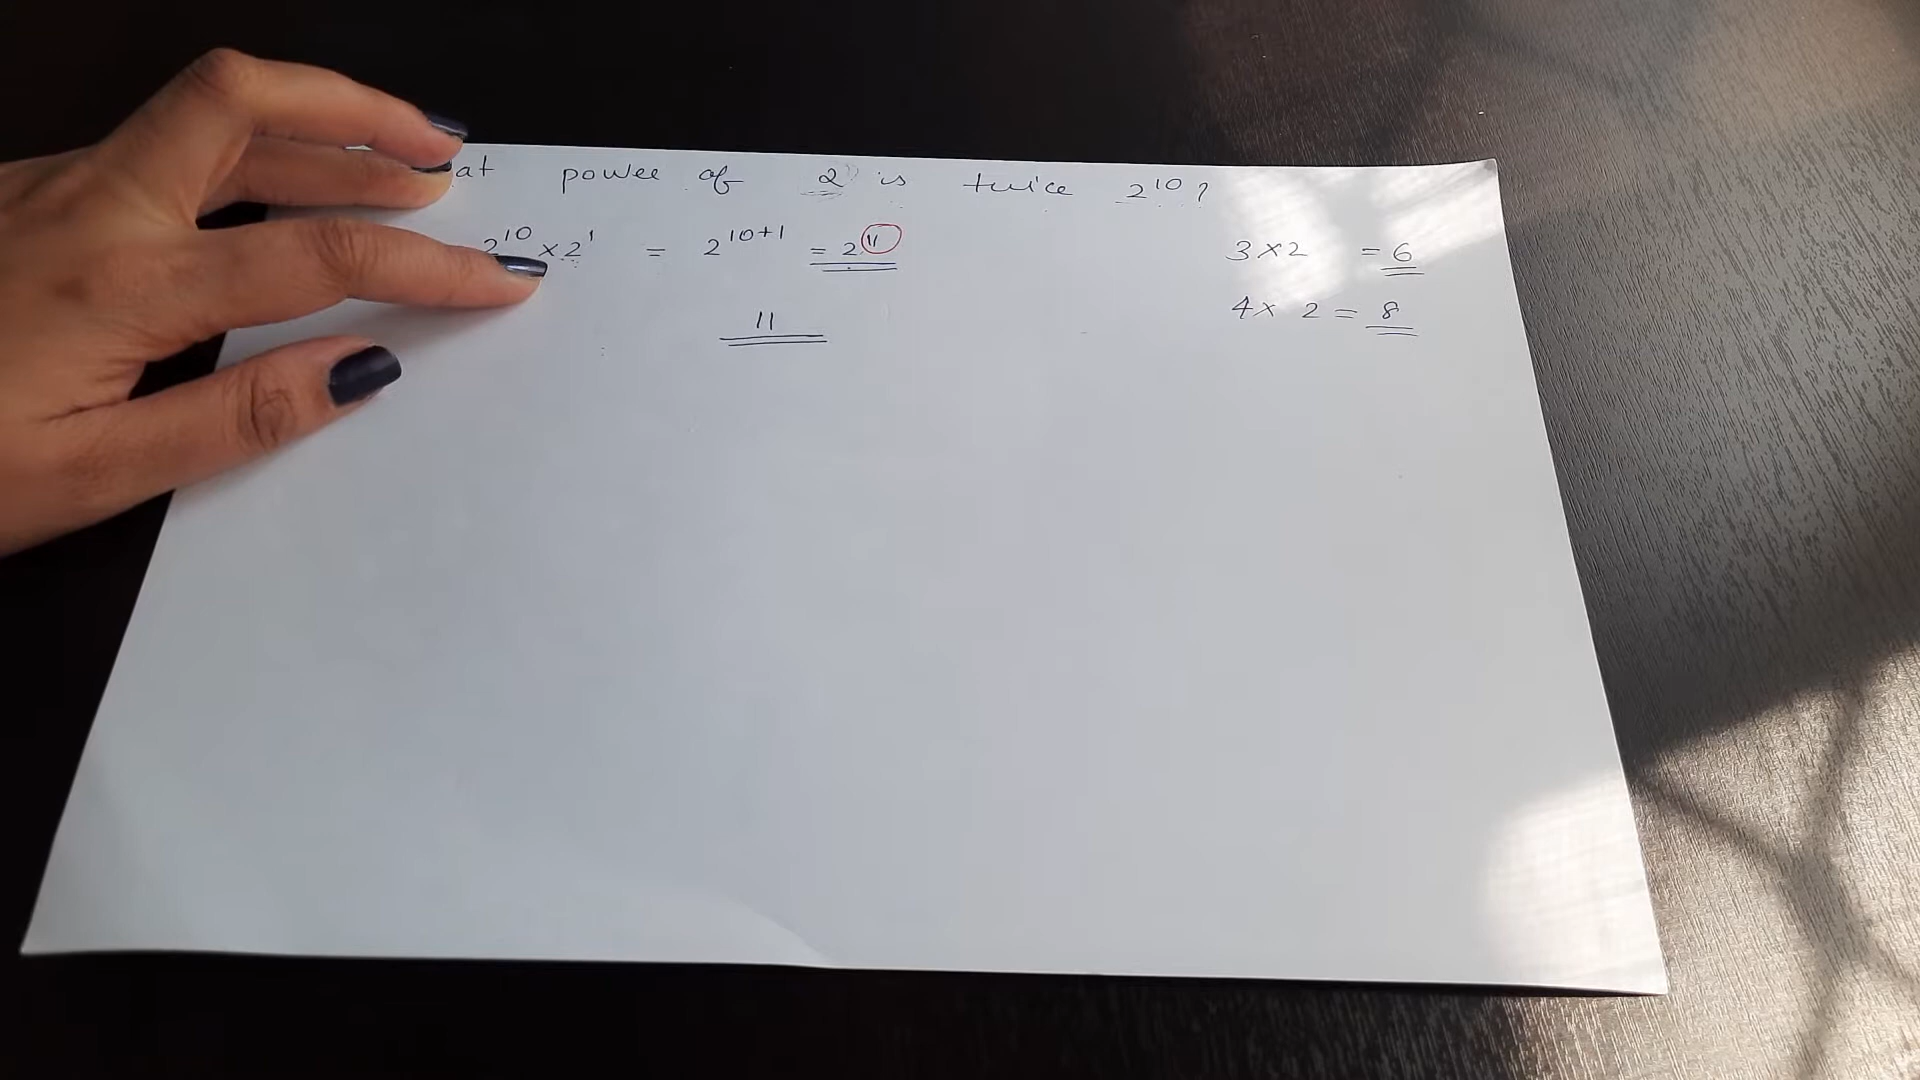 at power of 2 is twice 2¹⁰?
2¹⁰ × 2¹ = 2¹⁰⁺¹ = 2¹¹
11
3 × 2 = 6
4 × 2 = 8